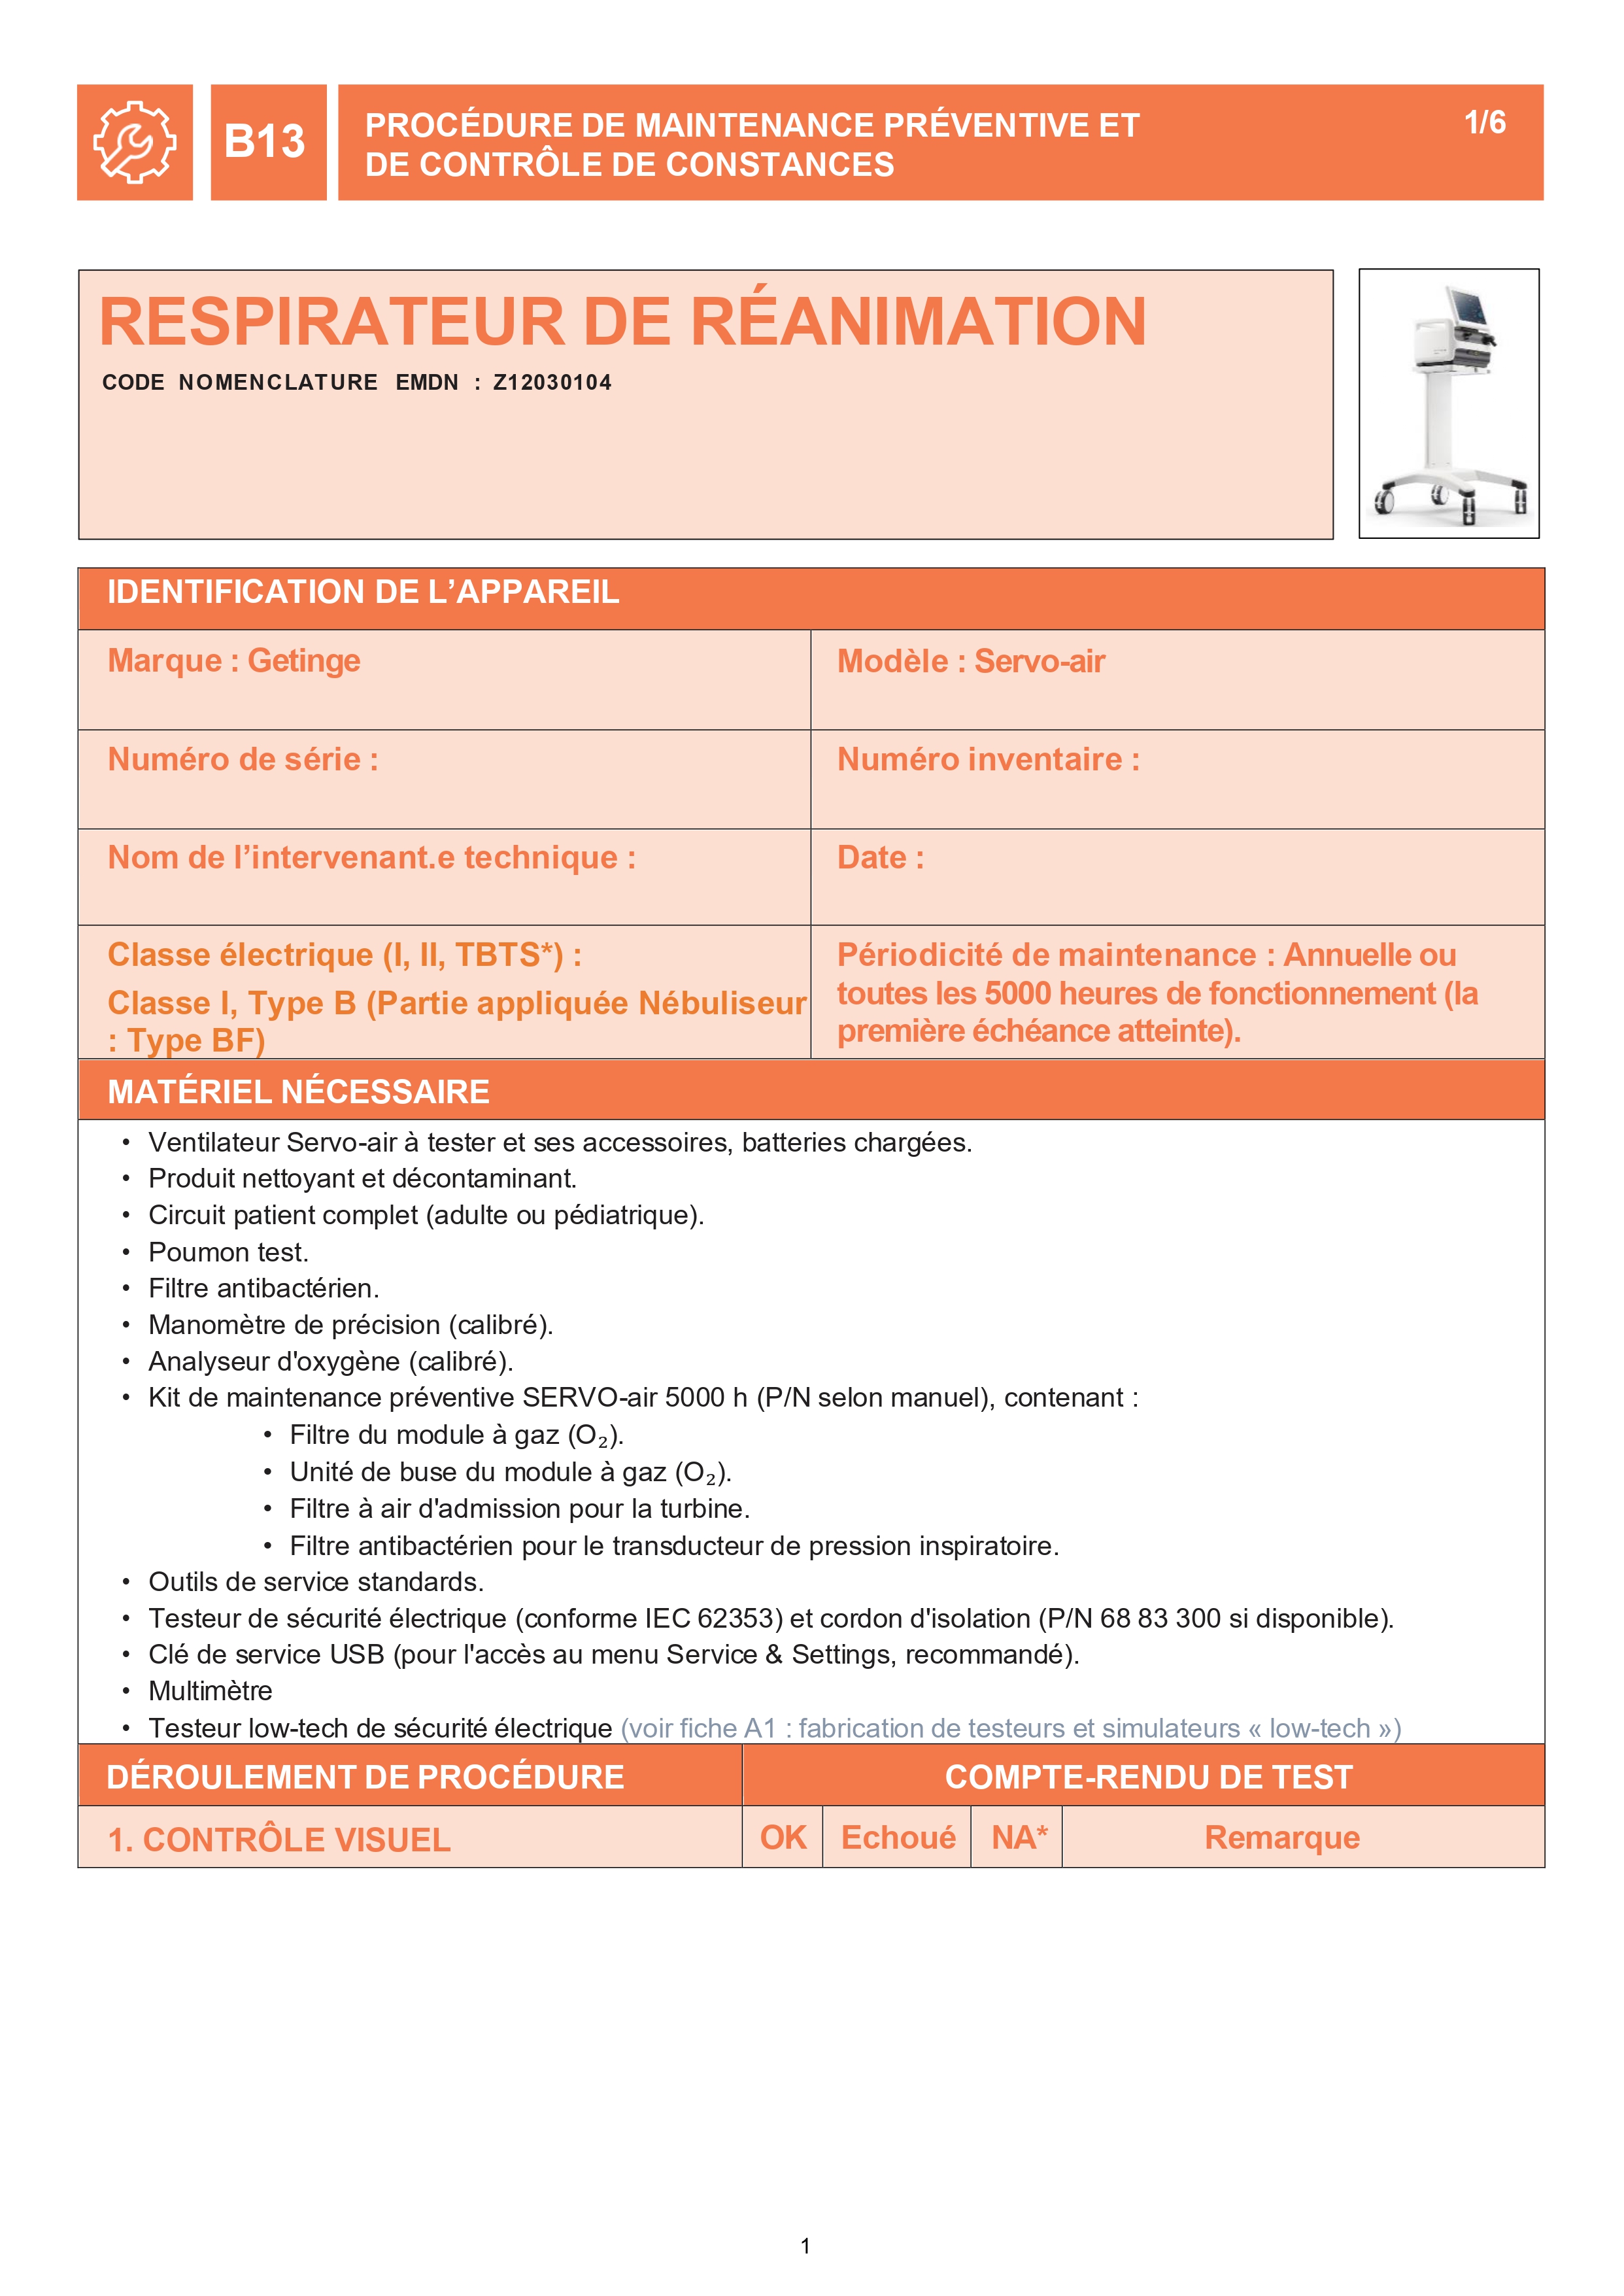 B13
PROCÉDURE DE MAINTENANCE PRÉVENTIVE ET
DE CONTRÔLE DE CONSTANCES
1/6
RESPIRATEUR DE RÉANIMATION
CODE NOMENCLATURE EMDN : Z12030104
IDENTIFICATION DE L’APPAREIL
Marque : Getinge
Modèle : Servo-air
Numéro de série :
Numéro inventaire :
Nom de l’intervenant.e technique :
Date :
Classe électrique (I, II, TBTS*) :
Classe I, Type B (Partie appliquée Nébuliseur
: Type BF)
Périodicité de maintenance : Annuelle ou
toutes les 5000 heures de fonctionnement (la
première échéance atteinte).
MATÉRIEL NÉCESSAIRE
• Ventilateur Servo-air à tester et ses accessoires, batteries chargées.
• Produit nettoyant et décontaminant.
• Circuit patient complet (adulte ou pédiatrique).
• Poumon test.
• Filtre antibactérien.
• Manomètre de précision (calibré).
• Analyseur d'oxygène (calibré).
• Kit de maintenance préventive SERVO-air 5000 h (P/N selon manuel), contenant :
• Filtre du module à gaz (O₂).
• Unité de buse du module à gaz (O₂).
• Filtre à air d'admission pour la turbine.
• Filtre antibactérien pour le transducteur de pression inspiratoire.
• Outils de service standards.
• Testeur de sécurité électrique (conforme IEC 62353) et cordon d'isolation (P/N 68 83 300 si disponible).
• Clé de service USB (pour l'accès au menu Service & Settings, recommandé).
• Multimètre
• Testeur low-tech de sécurité électrique (voir fiche A1 : fabrication de testeurs et simulateurs « low-tech »)
DÉROULEMENT DE PROCÉDURE
COMPTE-RENDU DE TEST
1. CONTRÔLE VISUEL
OK
Echoué
NA*
Remarque
1